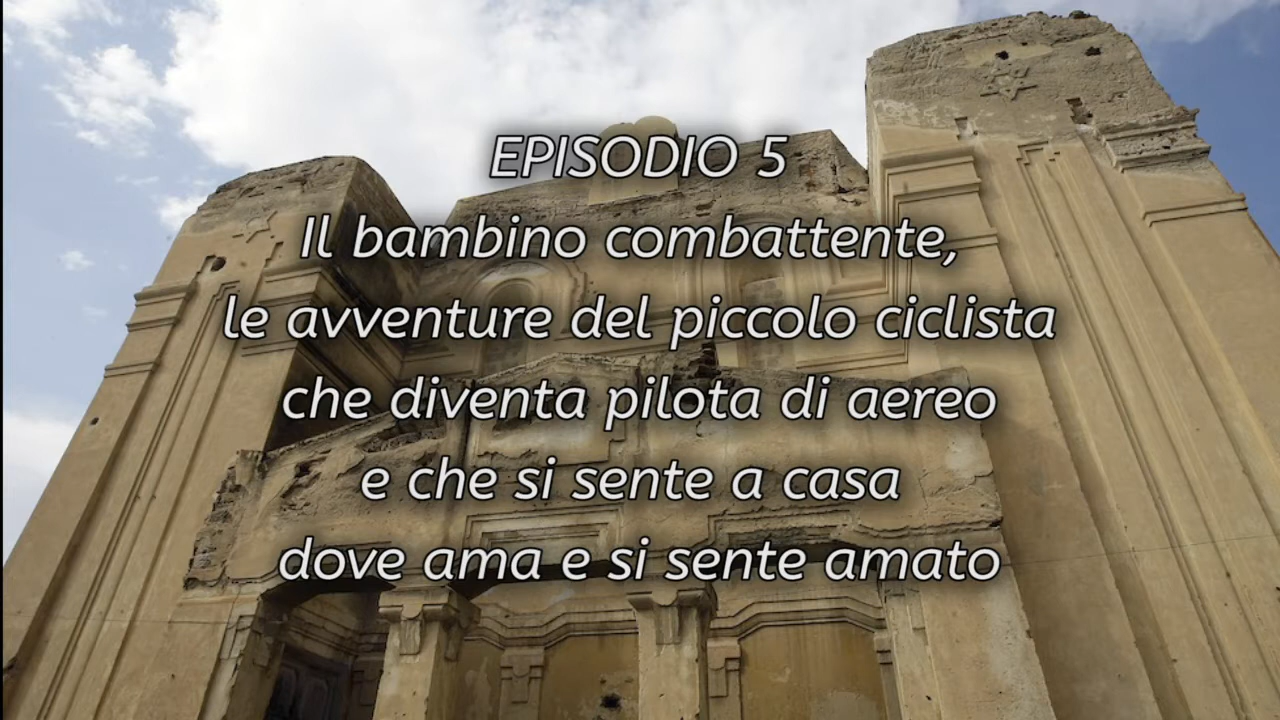 EPISODIO 5
Il bambino combattente,
le avventure del piccolo ciclista
che diventa pilota di aereo
e che si sente a casa
dove ama e si sente amato